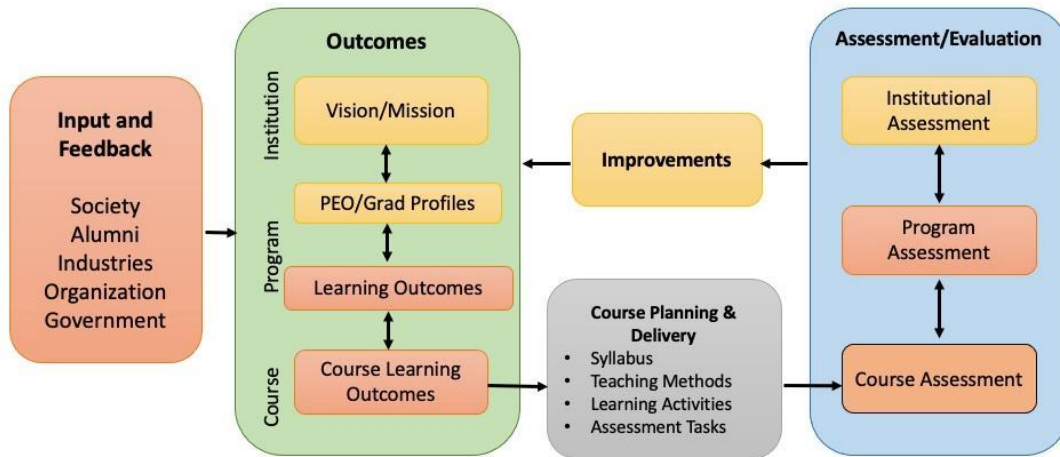 Input and
Feedback
Society
Alumni
Industries
Organization
Government
Outcomes
Institution
Vision/Mission
Program
PEO/Grad Profiles
Learning Outcomes
Course
Course Learning
Outcomes
Improvements
Course Planning &
Delivery
• Syllabus
• Teaching Methods
• Learning Activities
• Assessment Tasks
Assessment/Evaluation
Institutional
Assessment
Program
Assessment
Course Assessment